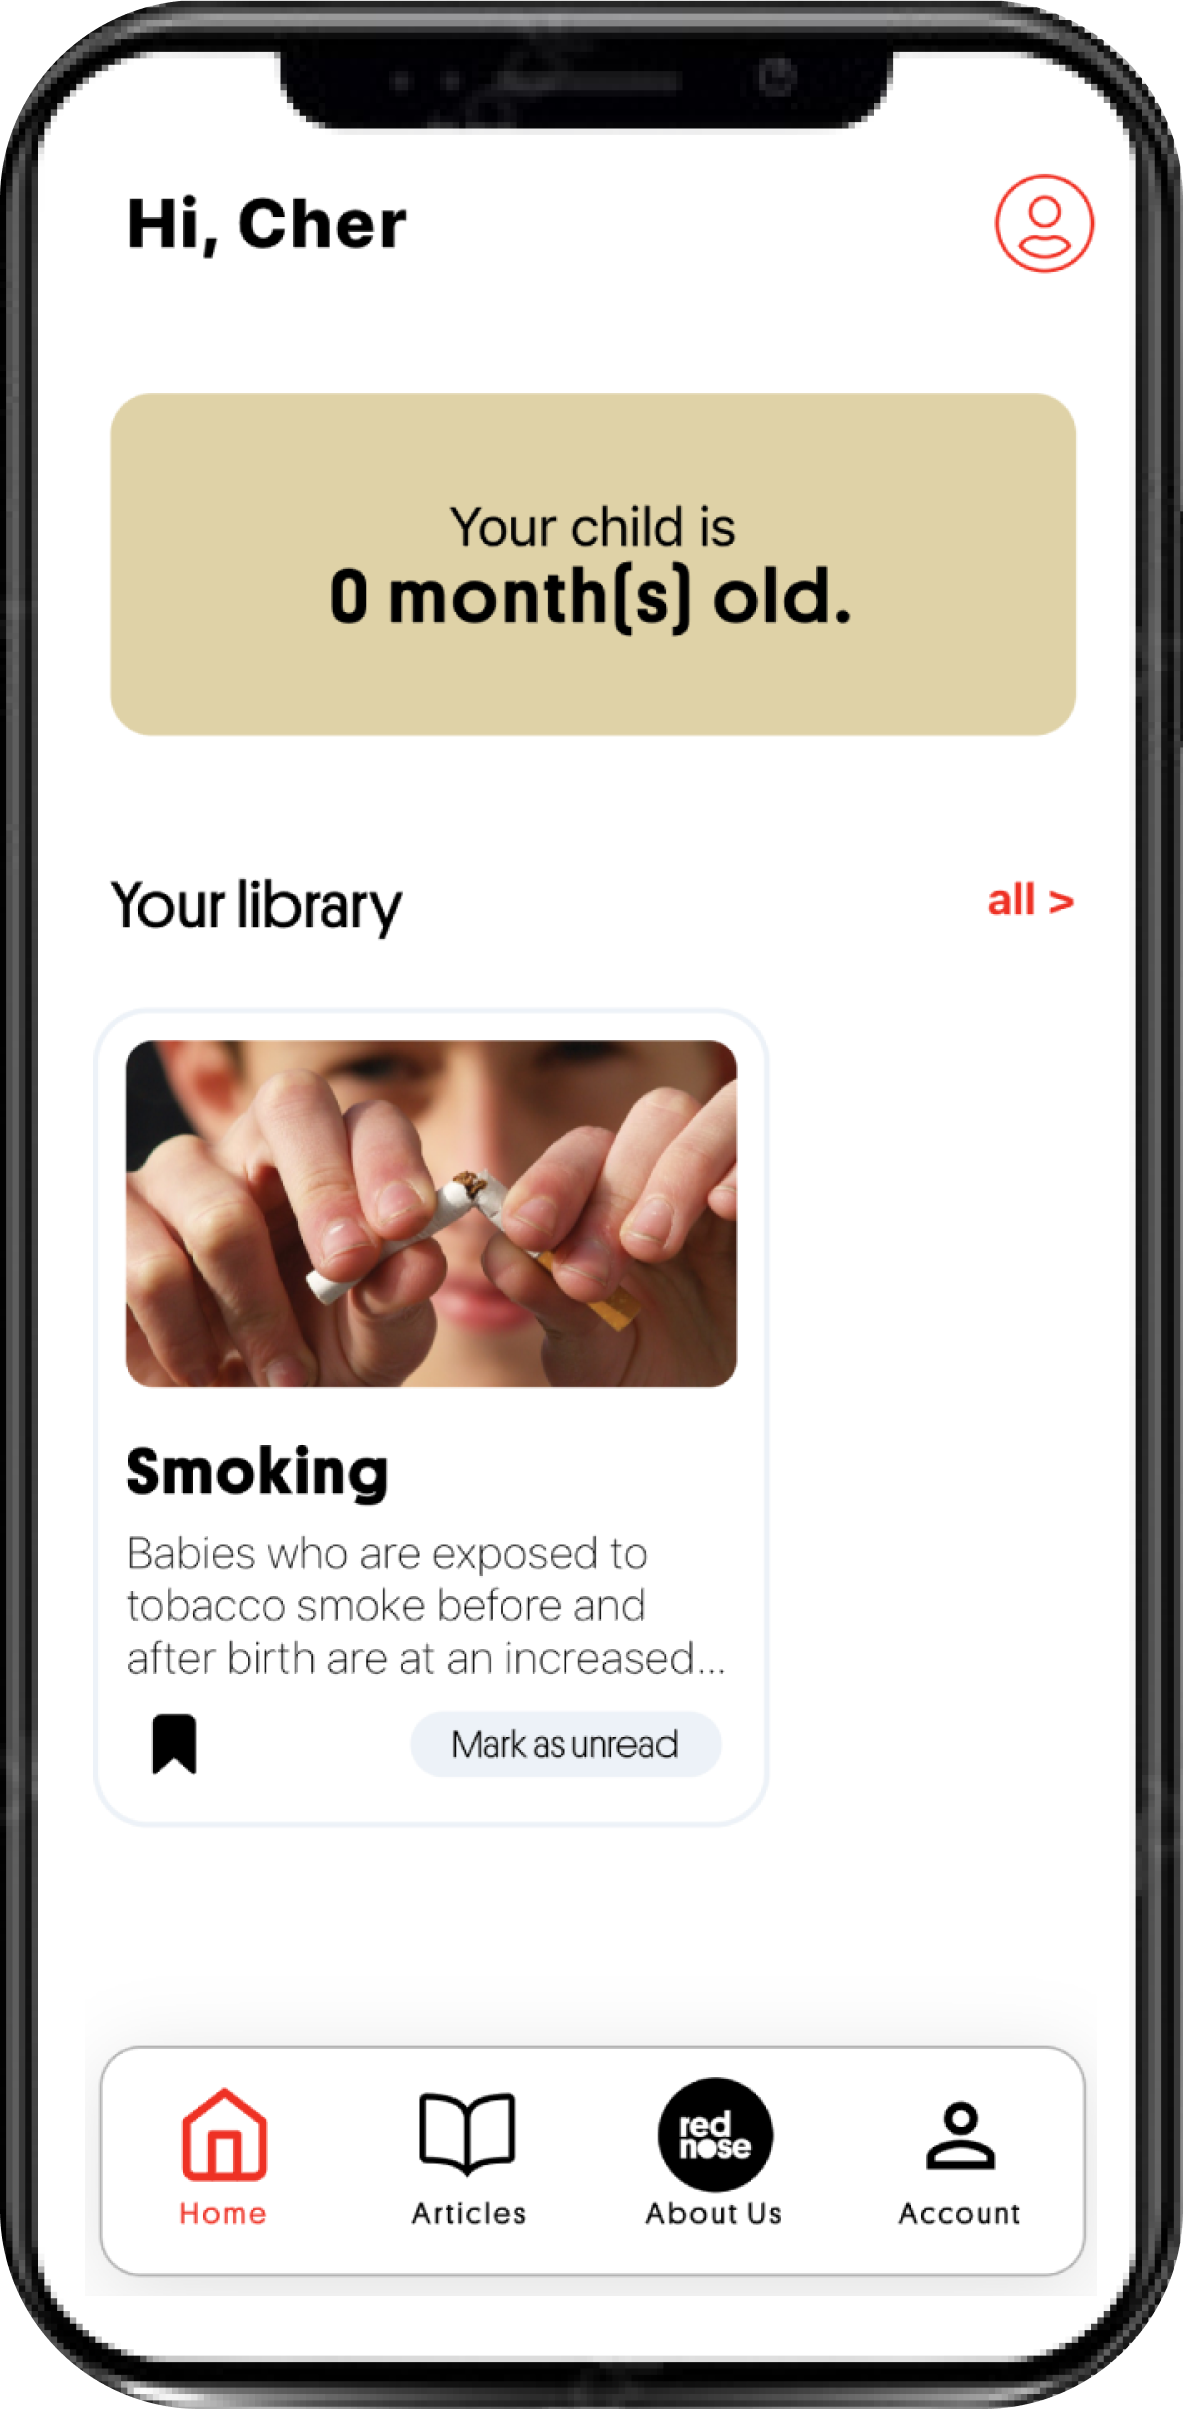 Hi, Cher
Your child is
0 month(s) old.
Your library
all >
Smoking
Babies who are exposed to
tobacco smoke before and
after birth are at an increased...
Mark as unread
red
nose
Home
Articles
About Us
Account